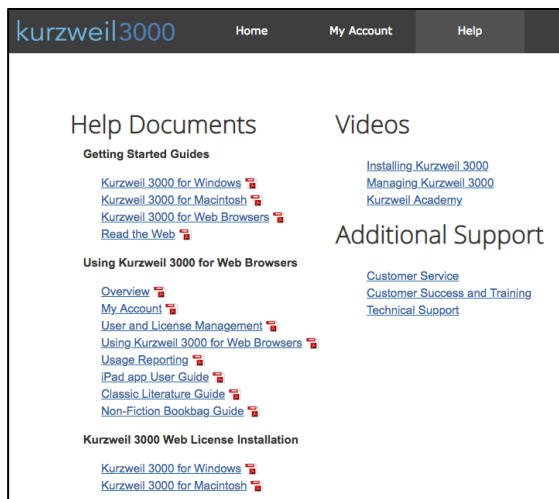 kurzweil3000
Home
My Account
Help
Help Documents
Getting Started Guides
Kurzweil 3000 for Windows
Kurzweil 3000 for Macintosh
Kurzweil 3000 for Web Browsers
Read the Web
Using Kurzweil 3000 for Web Browsers
Overview
My Account
User and License Management
Using Kurzweil 3000 for Web Browsers
Usage Reporting
iPad app User Guide
Classic Literature Guide
Non-Fiction Bookbag Guide
Kurzweil 3000 Web License Installation
Kurzweil 3000 for Windows
Kurzweil 3000 for Macintosh
Videos
Installing Kurzweil 3000
Managing Kurzweil 3000
Kurzweil Academy
Additional Support
Customer Service
Customer Success and Training
Technical Support